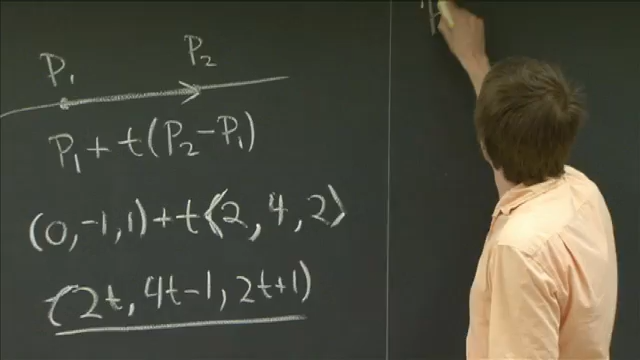 P₁ P₂
P₁ + t(P₂ - P₁)
(0, -1, 1) + t⟨2, 4, 2⟩
(2t, 4t-1, 2t+1)